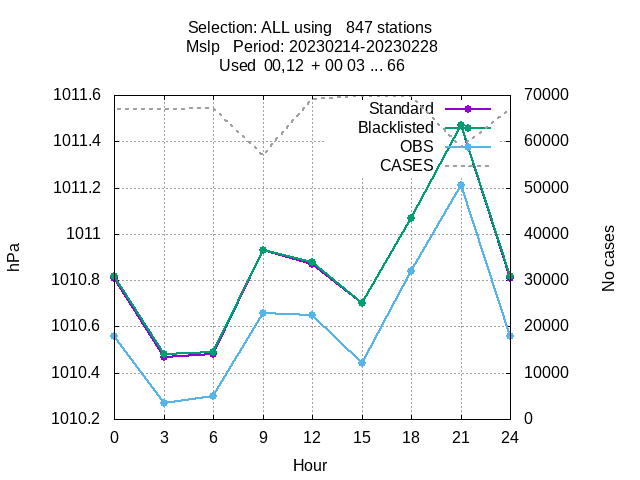 Selection: ALL using   847 stations
Mslp   Period: 20230214-20230228
Used  00,12  + 00 03 ... 66
1011.6
1011.4
1011.2
1011
1010.8
1010.6
1010.4
1010.2
hPa
70000
60000
50000
40000
30000
20000
10000
0
No cases
Standard
Blacklisted
OBS
CASES
0 3 6 9 12 15 18 21 24
Hour